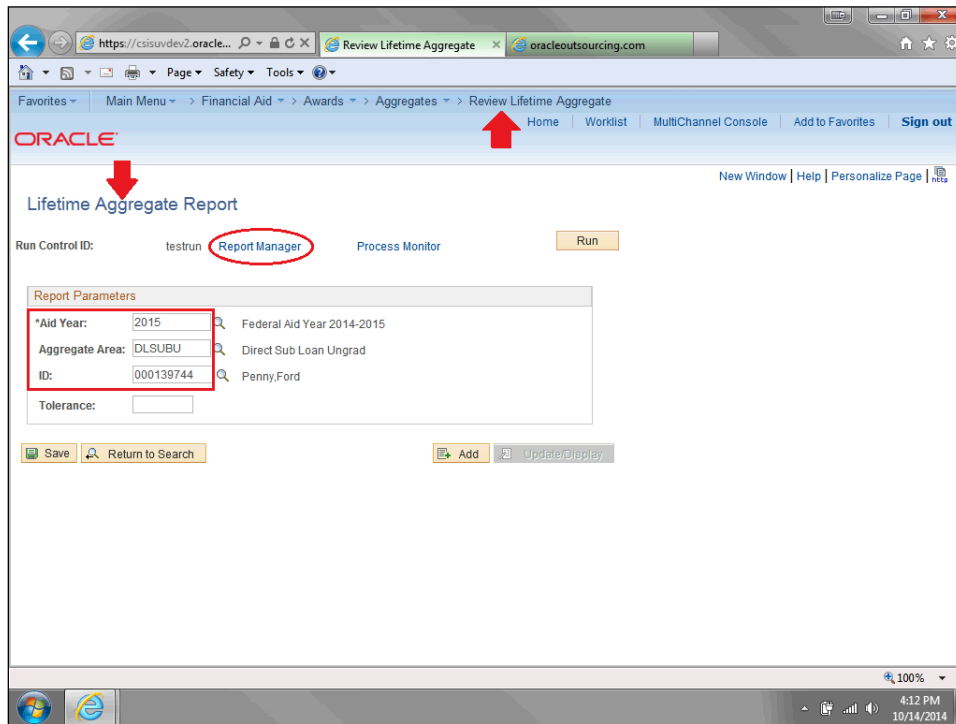 https://csisuvdev2.oracle... Review Lifetime Aggregate oracleoutsourcing.com
Page Safety Tools
Favorites Main Menu > Financial Aid > Awards > Aggregates > Review Lifetime Aggregate
Home Worklist MultiChannel Console Add to Favorites Sign out
ORACLE
New Window | Help | Personalize Page | http
Lifetime Aggregate Report
Run Control ID: testrun Report Manager Process Monitor Run
Report Parameters
*Aid Year: 2015 Federal Aid Year 2014-2015
Aggregate Area: DLSUBU Direct Sub Loan Ungrad
ID: 000139744 Penny,Ford
Tolerance:
Save Return to Search Add Update/Display
100%
4:12 PM
10/14/2014